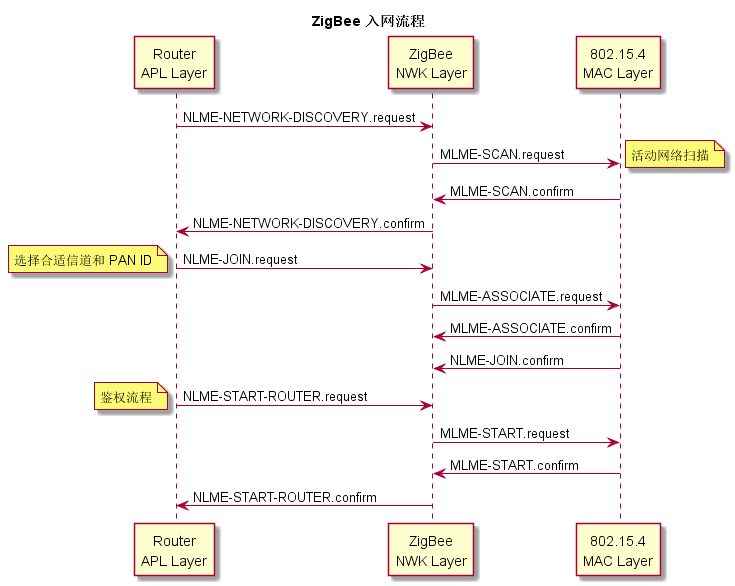 ZigBee 入网流程
Router
APL Layer
ZigBee
NWK Layer
802.15.4
MAC Layer
NLME-NETWORK-DISCOVERY.request
MLME-SCAN.request
活动网络扫描
MLME-SCAN.confirm
NLME-NETWORK-DISCOVERY.confirm
选择合适信道和 PAN ID
NLME-JOIN.request
MLME-ASSOCIATE.request
MLME-ASSOCIATE.confirm
NLME-JOIN.confirm
鉴权流程
NLME-START-ROUTER.request
MLME-START.request
MLME-START.confirm
NLME-START-ROUTER.confirm
Router
APL Layer
ZigBee
NWK Layer
802.15.4
MAC Layer